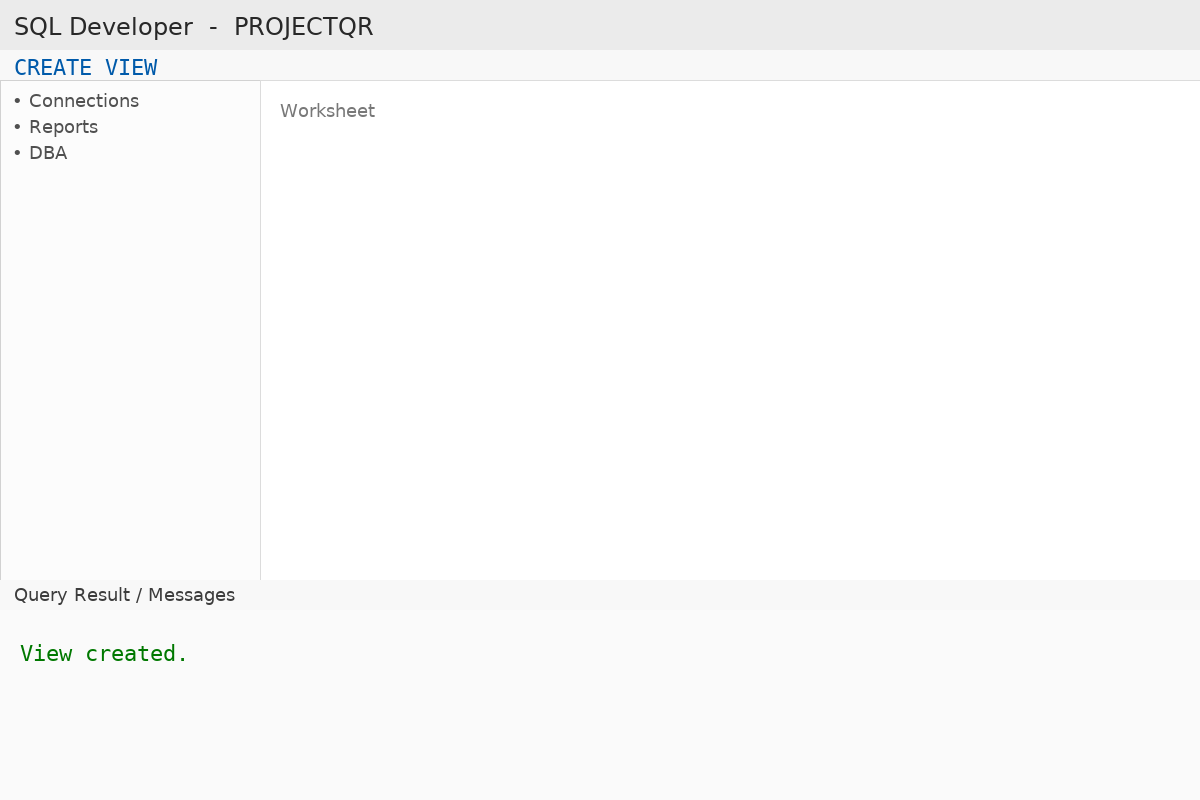 SQL Developer  -  PROJECTQR
CREATE VIEW
• Connections
• Reports
• DBA
Worksheet
Query Result / Messages
View created.